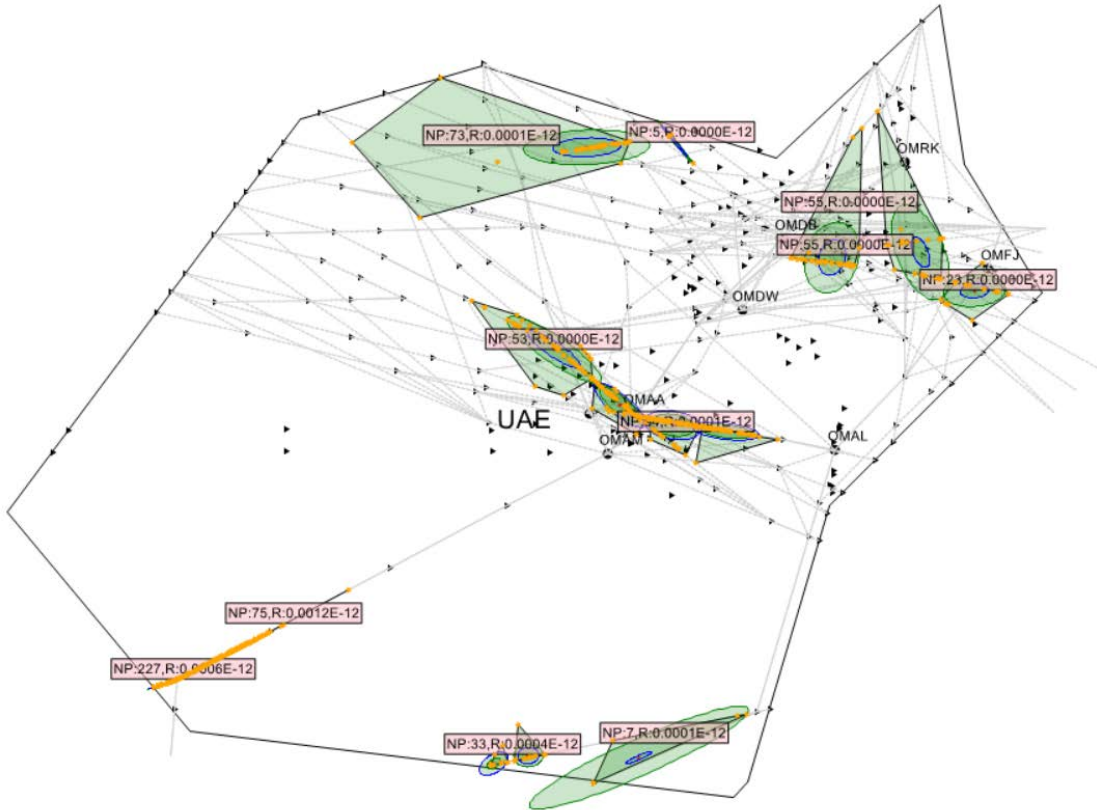 NP:73,R:0.0001E-12
NP:5,R:0.0000E-12
OMRK
NP:55,R:0.0000E-12
OMDB
NP:55,R:0.0000E-12
OMFJ
NP:23,R:0.0000E-12
OMDW
NP:53,R:0.0000E-12
OMAA
UAE
OMAM
OMAL
NP:75,R:0.0012E-12
NP:227,R:0.0006E-12
NP:33,R:0.0004E-12
NP:7,R:0.0001E-12